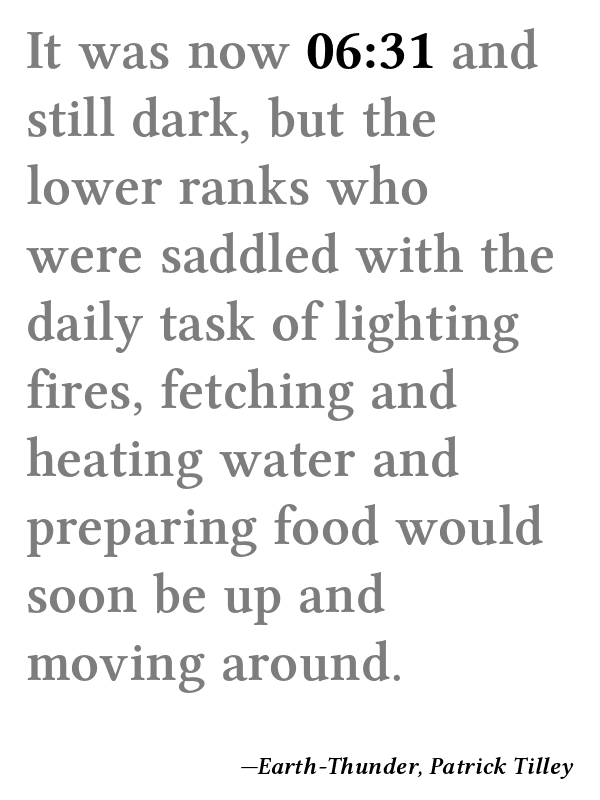 It was now 06:31 and
still dark, but the
lower ranks who
were saddled with the
daily task of lighting
fires, fetching and
heating water and
preparing food would
soon be up and
moving around.
—Earth-Thunder, Patrick Tilley